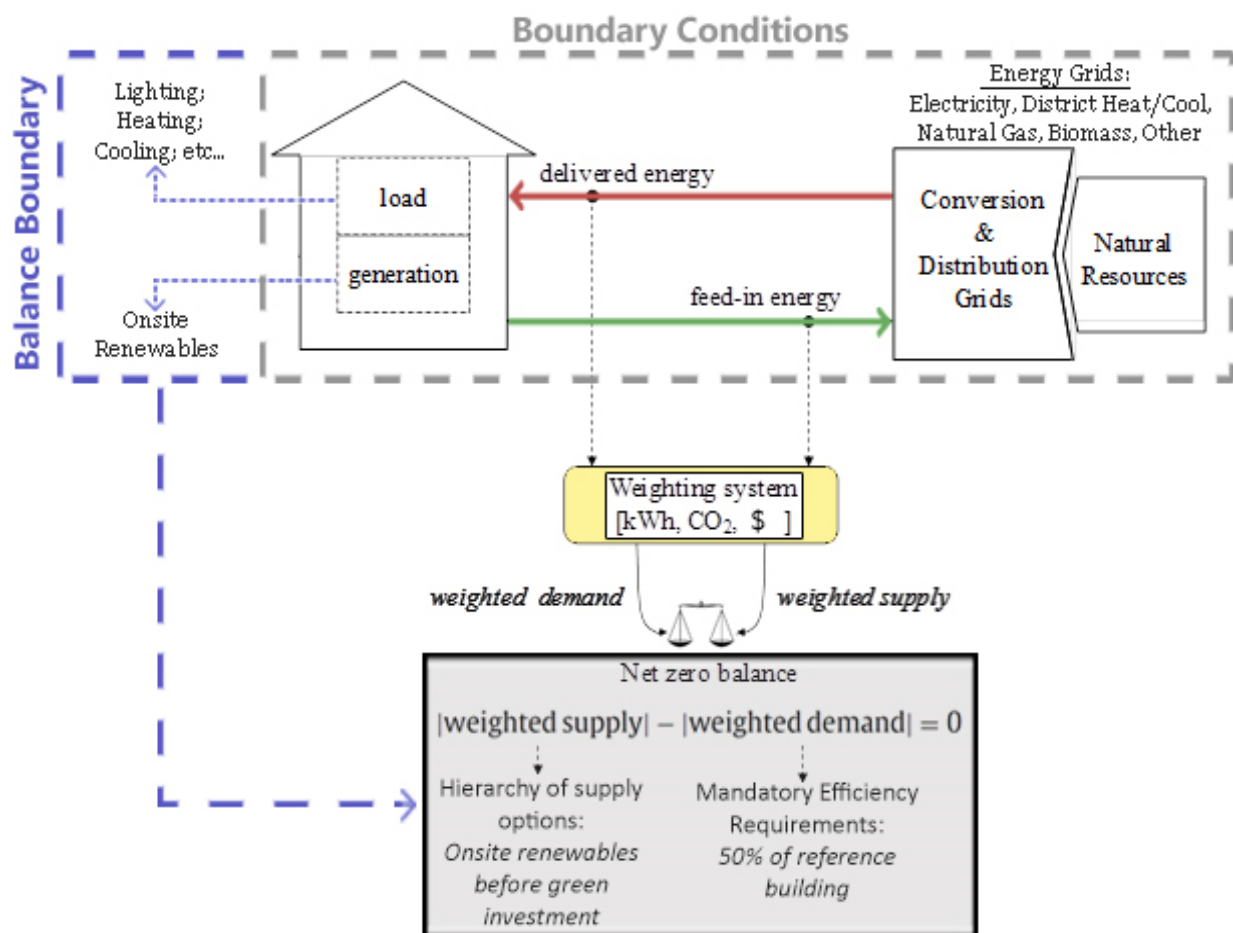 Boundary Conditions
Balance Boundary
Lighting;
Heating;
Cooling; etc...
Onsite
Renewables
load
generation
delivered energy
feed-in energy
Energy Grids:
Electricity, District Heat/Cool,
Natural Gas, Biomass, Other
Conversion
&
Distribution
Grids
Natural
Resources
Weighting system
[kWh, CO₂, $ ]
weighted demand
weighted supply
Net zero balance
|weighted supply| − |weighted demand| = 0
Hierarchy of supply
options:
Onsite renewables
before green
investment
Mandatory Efficiency
Requirements:
50% of reference
building